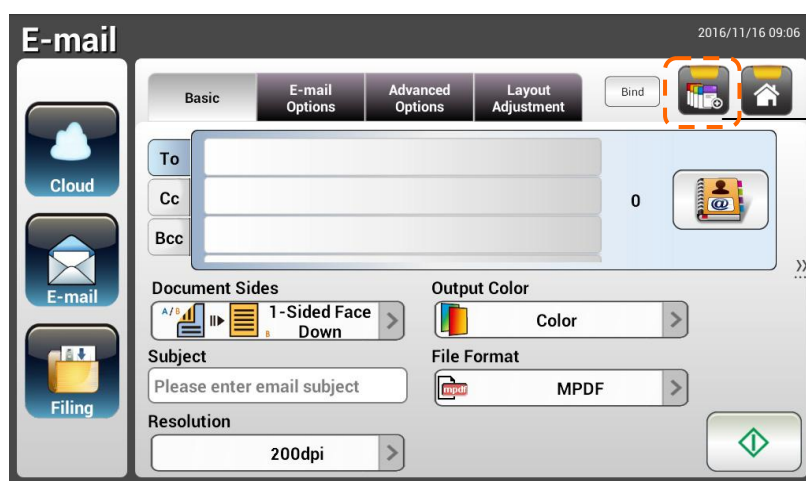 E-mail
2016/11/16 09:06
Basic
E-mail
Options
Advanced
Options
Layout
Adjustment
Bind
To
Cc
Bcc
0
@
Cloud
E-mail
Filing
Document Sides
A/B
B
1-Sided Face
Down
Output Color
Color
Subject
Please enter email subject
File Format
mpdf
MPDF
Resolution
200dpi